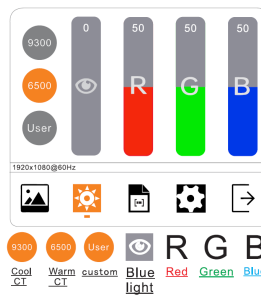 0 50 50 50
9300
6500 R G B
User
1920x1080@60Hz
9300 6500 User R G B
Cool CT Warm CT custom Blue light Red Green Blue